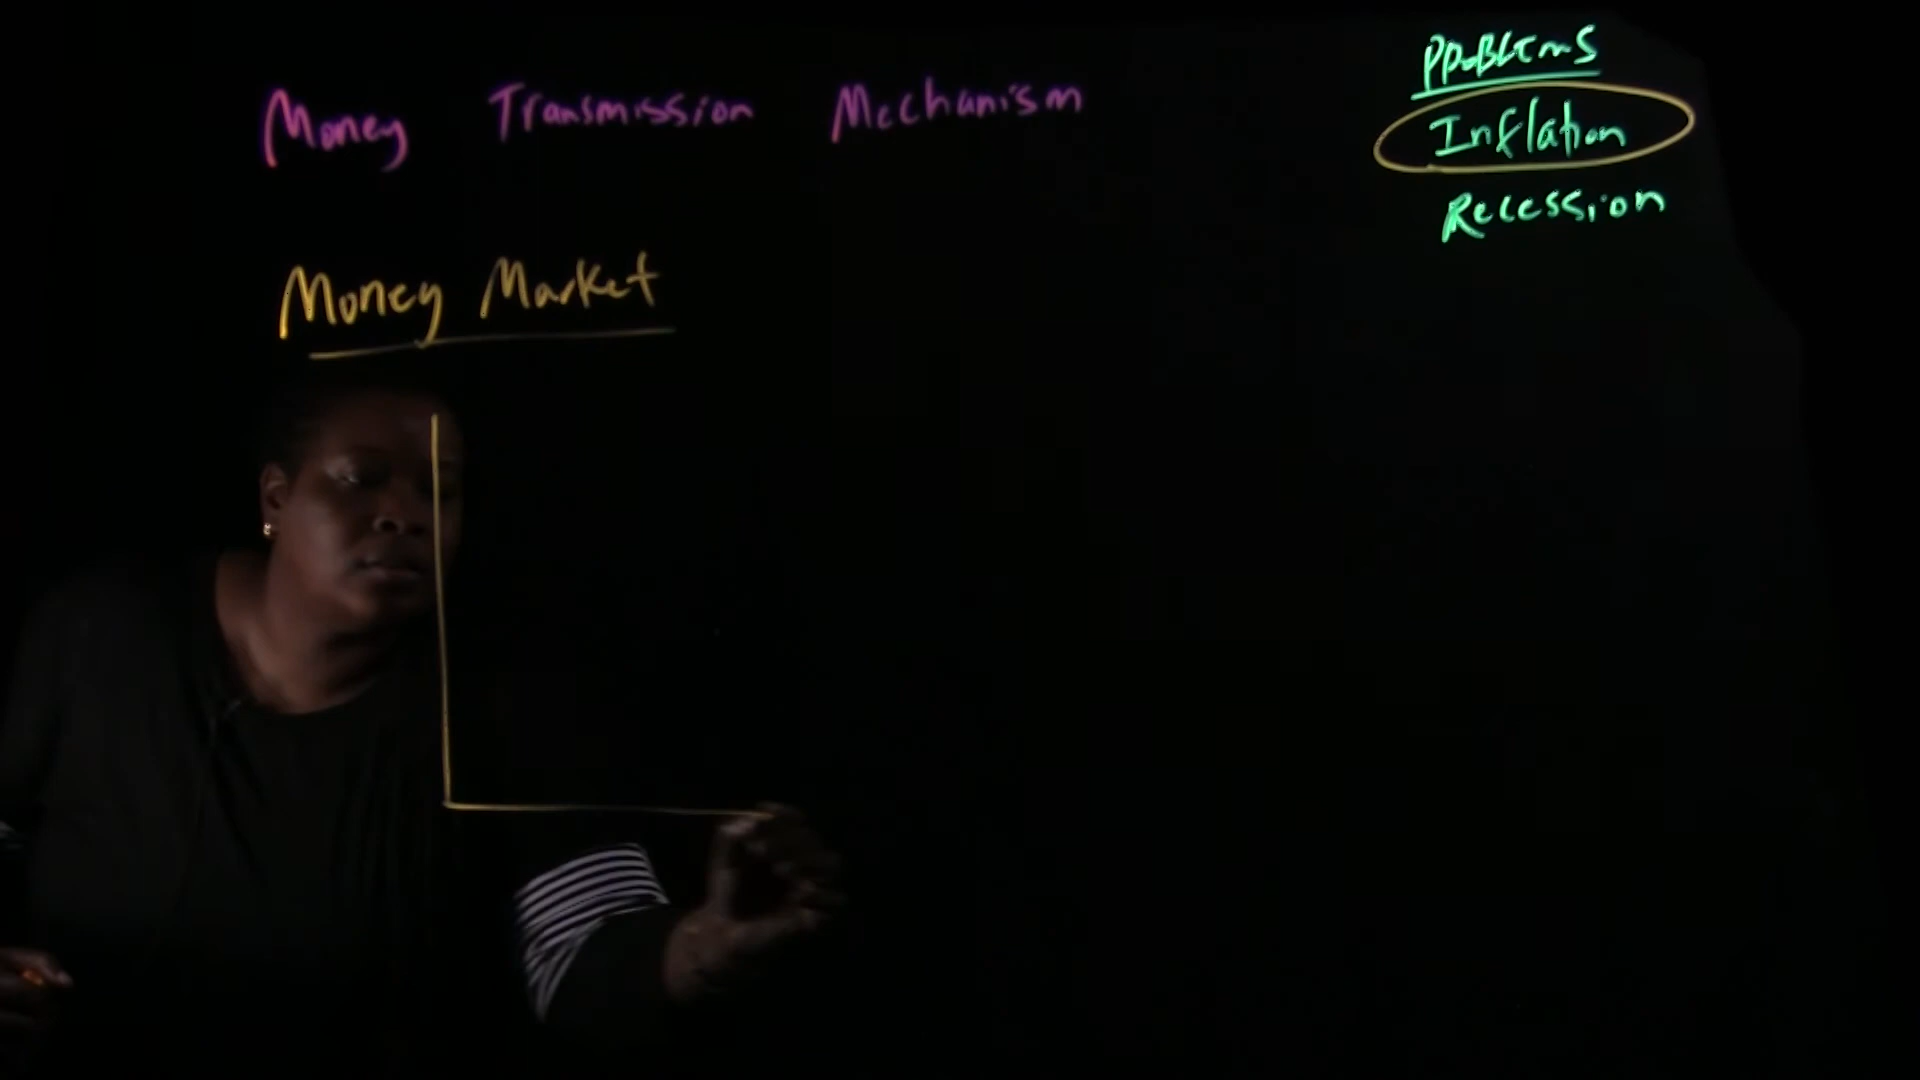 Money Transmission Mechanism
Problems
Inflation
Recession
Money Market